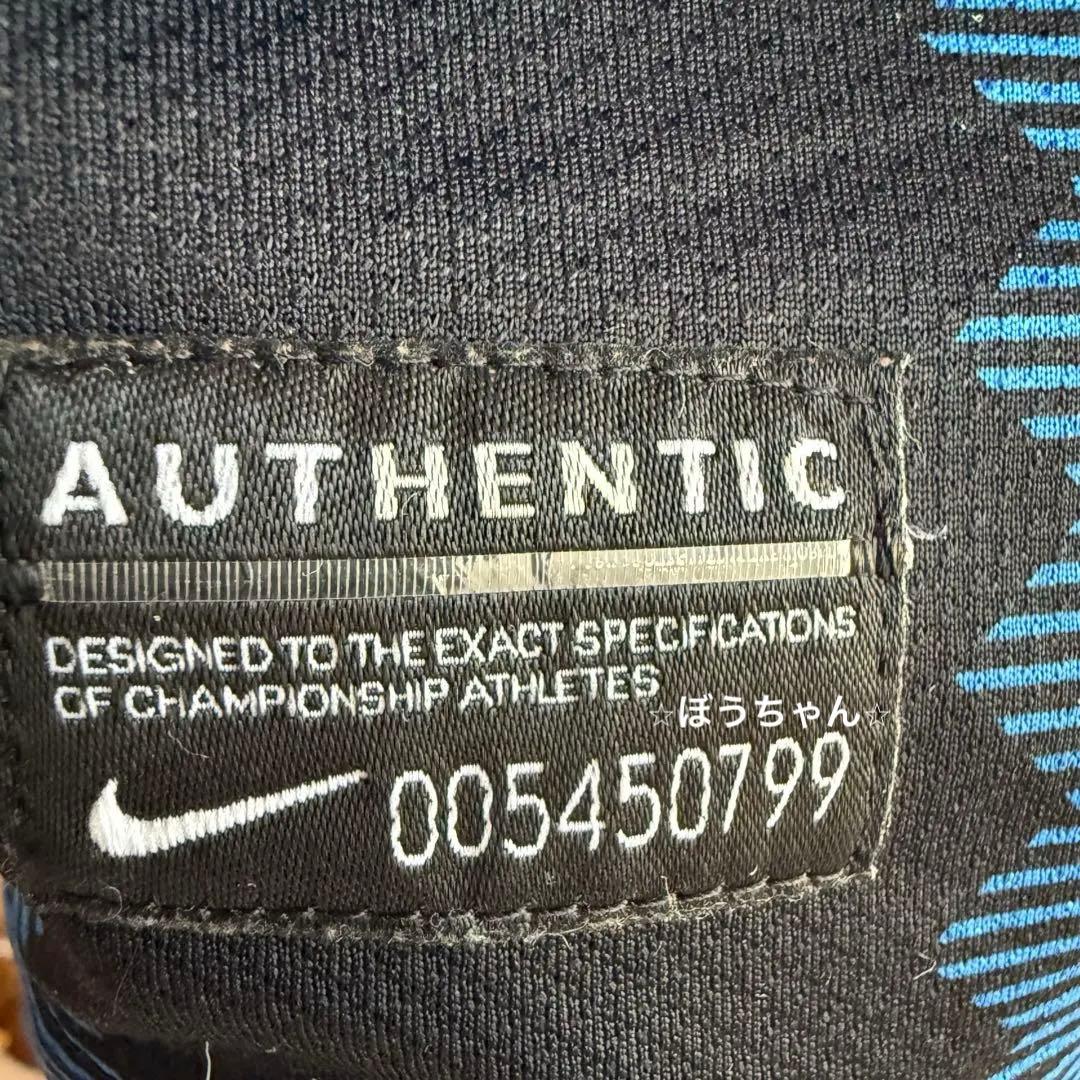 AUTHENTIC
DESIGNED TO THE EXACT SPECIFICATIONS
OF CHAMPIONSHIP ATHLETES
☆ぼうちゃん☆
005450799